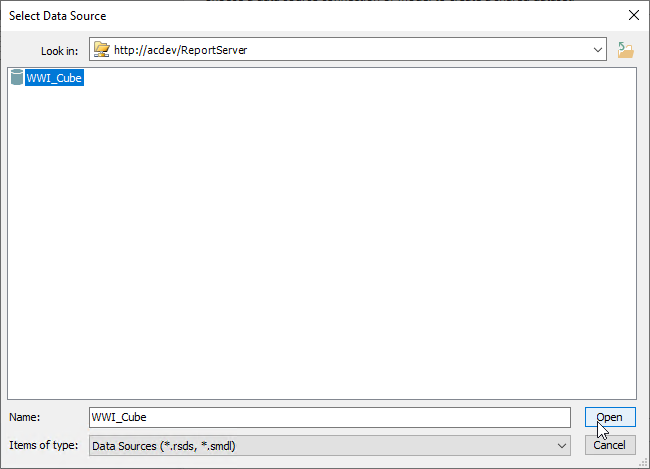 Select Data Source
Look in: http://acdev/ReportServer
WWI_Cube
Name: WWI_Cube Open
Items of type: Data Sources (*.rsds, *.smdl) Cancel